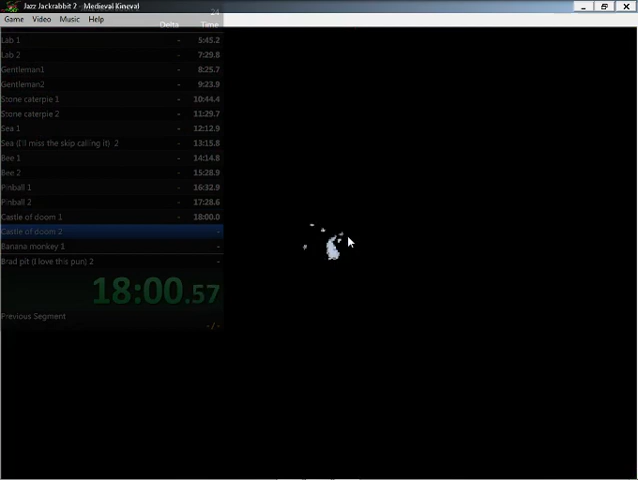 Jazz Jackrabbit 2 - Medieval Kineval
Game Video Music Help
24
Delta Time
Lab 1 - 5:45.2
Lab 2 - 7:29.8
Gentleman1 - 8:25.7
Gentleman2 - 9:23.9
Stone caterpie 1 - 10:44.4
Stone caterpie 2 - 11:29.7
Sea 1 - 12:12.9
Sea (I'll miss the skip calling it) 2 - 13:15.8
Bee 1 - 14:14.8
Bee 2 - 15:28.9
Pinball 1 - 16:32.9
Pinball 2 - 17:28.6
Castle of doom 1 - 18:00.0
Castle of doom 2 -
Banana monkey 1 -
Brad pit (I love this pun) 2 -
18:00.57
Previous Segment
- / -